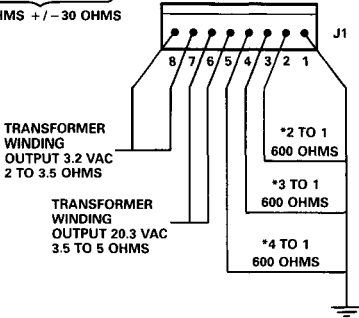 HMS +/-30 OHMS
J1
8 7 6 5 4 3 2 1
TRANSFORMER
WINDING
OUTPUT 3.2 VAC
2 TO 3.5 OHMS
*2 TO 1
600 OHMS
*3 TO 1
600 OHMS
TRANSFORMER
WINDING
OUTPUT 20.3 VAC
3.5 TO 5 OHMS
*4 TO 1
600 OHMS